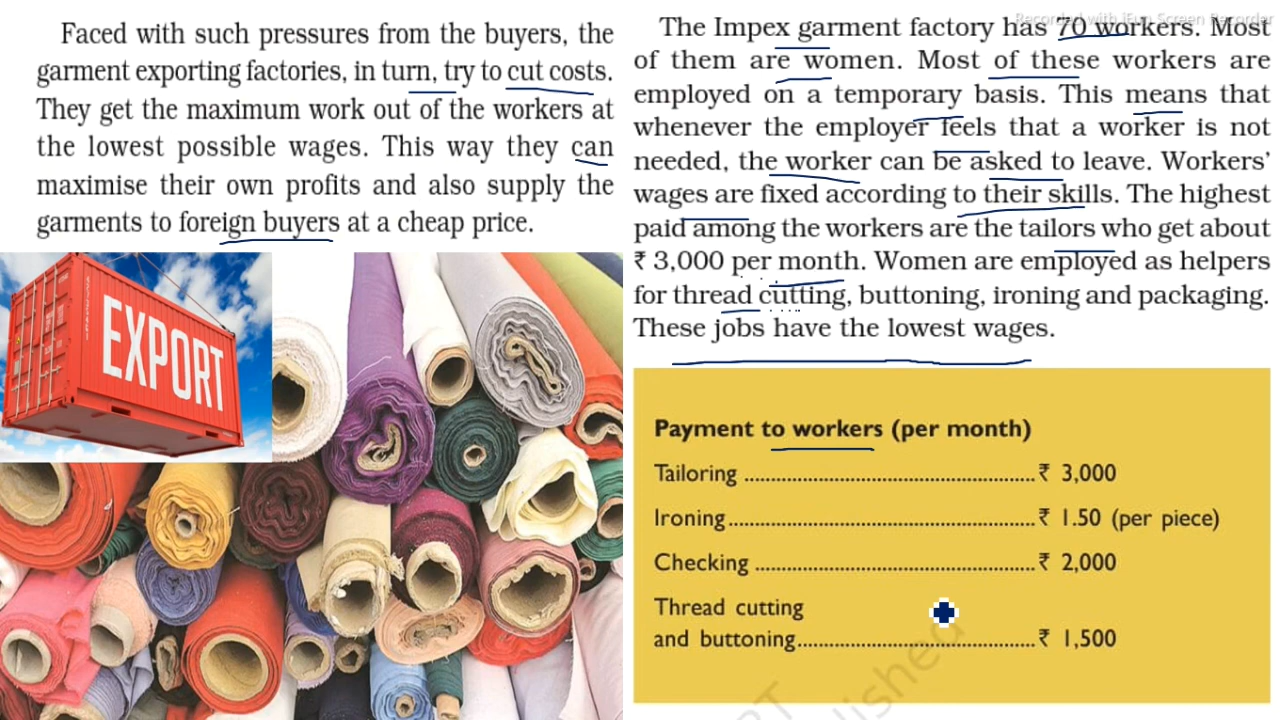 Faced with such pressures from the buyers, the
garment exporting factories, in turn, try to cut costs.
They get the maximum work out of the workers at
the lowest possible wages. This way they can
maximise their own profits and also supply the
garments to foreign buyers at a cheap price.
EXPORT
Recorded with iFun Screen Recorder
The Impex garment factory has 70 workers. Most
of them are women. Most of these workers are
employed on a temporary basis. This means that
whenever the employer feels that a worker is not
needed, the worker can be asked to leave. Workers’
wages are fixed according to their skills. The highest
paid among the workers are the tailors who get about
₹ 3,000 per month. Women are employed as helpers
for thread cutting, buttoning, ironing and packaging.
These jobs have the lowest wages.
Payment to workers (per month)
Tailoring ............................................... ₹ 3,000
Ironing .................................................. ₹ 1.50 (per piece)
Checking .............................................. ₹ 2,000
Thread cutting
and buttoning....................................... ₹ 1,500